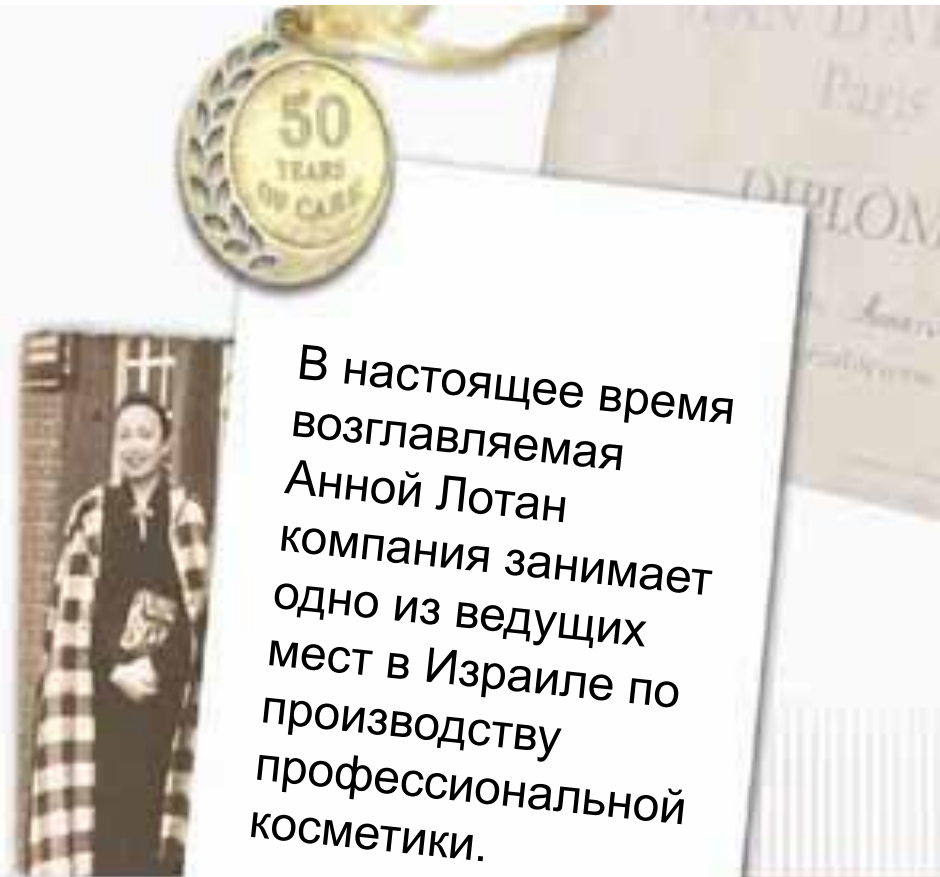 50
YEARS
OF CARE
Paris
DIPLOM
В настоящее время
возглавляемая
Анной Лотан
компания занимает
одно из ведущих
мест в Израиле по
производству
профессиональной
косметики.